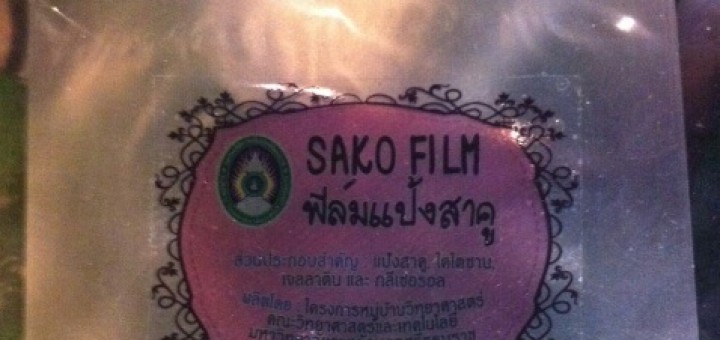 SAKO FILM
ฟิล์มแป้งสาคู
ส่วนประกอบสำคัญ : แป้งสาคู, ไคโตซาน,
เจลลาติน และ กลีเซอรอล
ผลิตโดย : โครงการหมู่บ้านวิทยาศาสตร์
คณะวิทยาศาสตร์และเทคโนโลยี